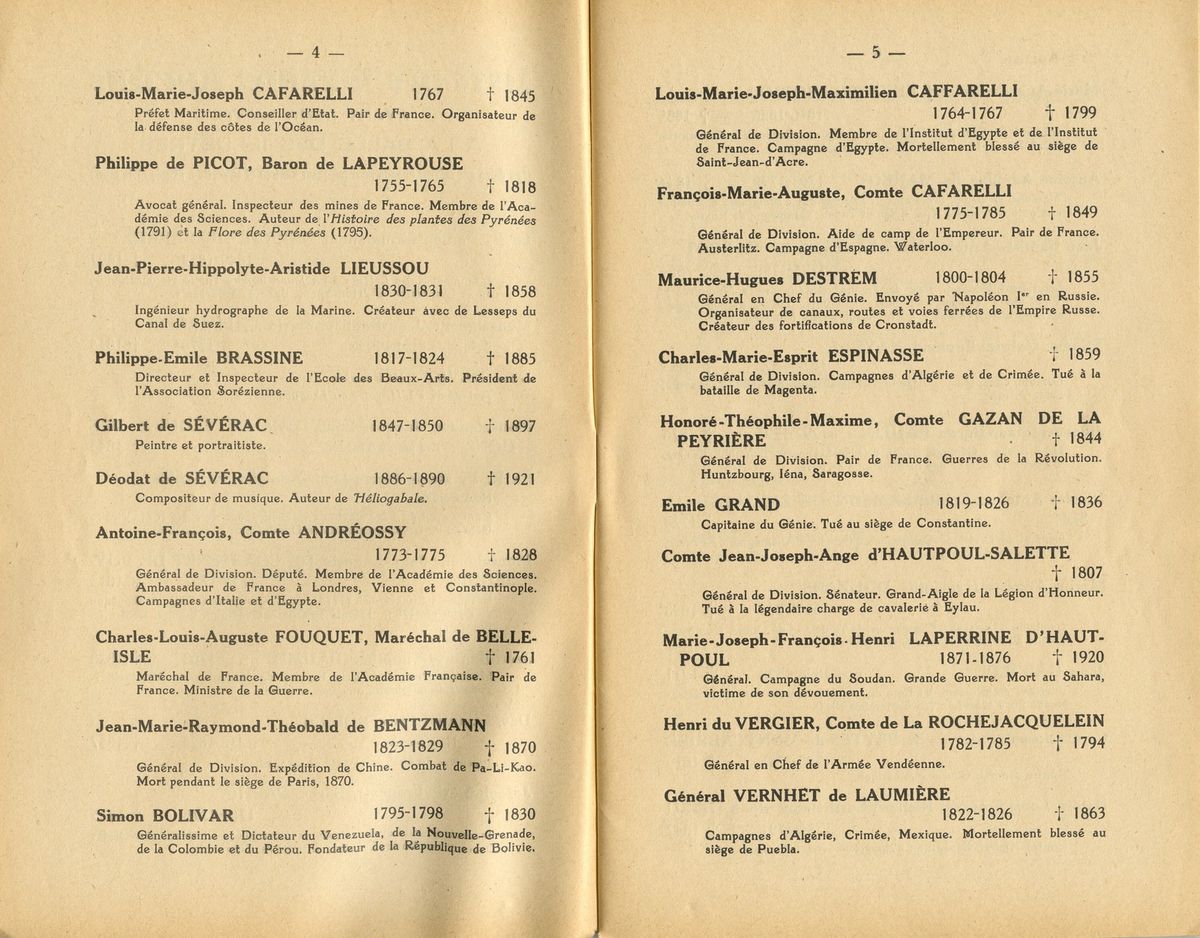 — 4 —
Louis-Marie-Joseph CAFARELLI 1767 † 1845
Préfet Maritime. Conseiller d'Etat. Pair de France. Organisateur de
la défense des côtes de l'Océan.
Philippe de PICOT, Baron de LAPEYROUSE
1755-1765 † 1818
Avocat général. Inspecteur des mines de France. Membre de l'Aca-
démie des Sciences. Auteur de l'Histoire des plantes des Pyrénées
(1791) et la Flore des Pyrénées (1795).
Jean-Pierre-Hippolyte-Aristide LIEUSSOU
1830-1831 † 1858
Ingénieur hydrographe de la Marine. Créateur avec de Lesseps du
Canal de Suez.
Philippe-Emile BRASSINE 1817-1824 † 1885
Directeur et Inspecteur de l'Ecole des Beaux-Arts. Président de
l'Association Sorézienne.
Gilbert de SÉVÉRAC 1847-1850 † 1897
Peintre et portraitiste.
Déodat de SÉVÉRAC 1886-1890 † 1921
Compositeur de musique. Auteur de Héliogabale.
Antoine-François, Comte ANDRÉOSSY
1773-1775 † 1828
Général de Division. Député. Membre de l'Académie des Sciences.
Ambassadeur de France à Londres, Vienne et Constantinople.
Campagnes d'Italie et d'Egypte.
Charles-Louis-Auguste FOUQUET, Maréchal de BELLE-
ISLE † 1761
Maréchal de France. Membre de l'Académie Française. Pair de
France. Ministre de la Guerre.
Jean-Marie-Raymond-Théobald de BENTZMANN
1823-1829 † 1870
Général de Division. Expédition de Chine. Combat de Pa-Li-Kao.
Mort pendant le siège de Paris, 1870.
Simon BOLIVAR 1795-1798 † 1830
Généralissime et Dictateur du Venezuela, de la Nouvelle-Grenade,
de la Colombie et du Pérou. Fondateur de la République de Bolivie.
— 5 —
Louis-Marie-Joseph-Maximilien CAFFARELLI
1764-1767 † 1799
Général de Division. Membre de l'Institut d'Egypte et de l'Institut
de France. Campagne d'Egypte. Mortellement blessé au siège de
Saint-Jean-d'Acre.
François-Marie-Auguste, Comte CAFARELLI
1775-1785 † 1849
Général de Division. Aide de camp de l'Empereur. Pair de France.
Austerlitz. Campagne d'Espagne. Waterloo.
Maurice-Hugues DESTREM 1800-1804 † 1855
Général en Chef du Génie. Envoyé par Napoléon Ier en Russie.
Organisateur de canaux, routes et voies ferrées de l'Empire Russe.
Créateur des fortifications de Cronstadt.
Charles-Marie-Esprit ESPINASSE † 1859
Général de Division. Campagnes d'Algérie et de Crimée. Tué à la
bataille de Magenta.
Honoré-Théophile-Maxime, Comte GAZAN DE LA
PEYRIÈRE † 1844
Général de Division. Pair de France. Guerres de la Révolution.
Huntzbourg, Iéna, Saragosse.
Emile GRAND 1819-1826 † 1836
Capitaine du Génie. Tué au siège de Constantine.
Comte Jean-Joseph-Ange d'HAUTPOUL-SALETTE
† 1807
Général de Division. Sénateur. Grand-Aigle de la Légion d'Honneur.
Tué à la légendaire charge de cavalerie à Eylau.
Marie-Joseph-François-Henri LAPERRINE D'HAUT-
POUL 1871-1876 † 1920
Général. Campagne du Soudan. Grande Guerre. Mort au Sahara,
victime de son dévouement.
Henri du VERGIER, Comte de La ROCHEJACQUELEIN
1782-1785 † 1794
Général en Chef de l'Armée Vendéenne.
Général VERNHET de LAUMIÈRE
1822-1826 † 1863
Campagnes d'Algérie, Crimée, Mexique. Mortellement blessé au
siège de Puebla.